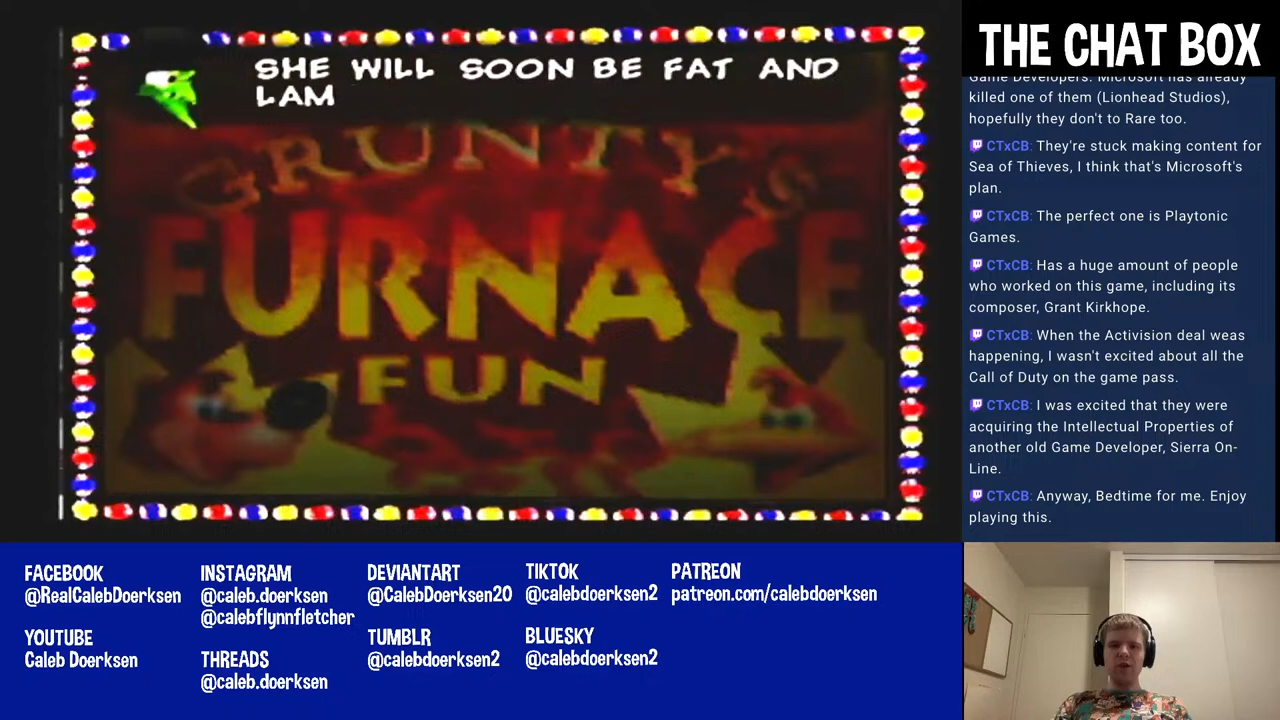 SHE WILL SOON BE FAT AND
LAM
GRUNTY'S
FURNACE
FUN
THE CHAT BOX
Game Developers. Microsoft has already
killed one of them (Lionhead Studios),
hopefully they don't to Rare too.
CTxCB: They're stuck making content for
Sea of Thieves, I think that's Microsoft's
plan.
CTxCB: The perfect one is Playtonic
Games.
CTxCB: Has a huge amount of people
who worked on this game, including its
composer, Grant Kirkhope.
CTxCB: When the Activision deal weas
happening, I wasn't excited about all the
Call of Duty on the game pass.
CTxCB: I was excited that they were
acquiring the Intellectual Properties of
another old Game Developer, Sierra On-
Line.
CTxCB: Anyway, Bedtime for me. Enjoy
playing this.
FACEBOOK
@RealCalebDoerksen
YOUTUBE
Caleb Doerksen
INSTAGRAM
@caleb.doerksen
@calebflynnfletcher
THREADS
@caleb.doerksen
DEVIANTART
@CalebDoerksen20
TUMBLR
@calebdoerksen2
TIKTOK
@calebdoerksen2
BLUESKY
@calebdoerksen2
PATREON
patreon.com/calebdoerksen